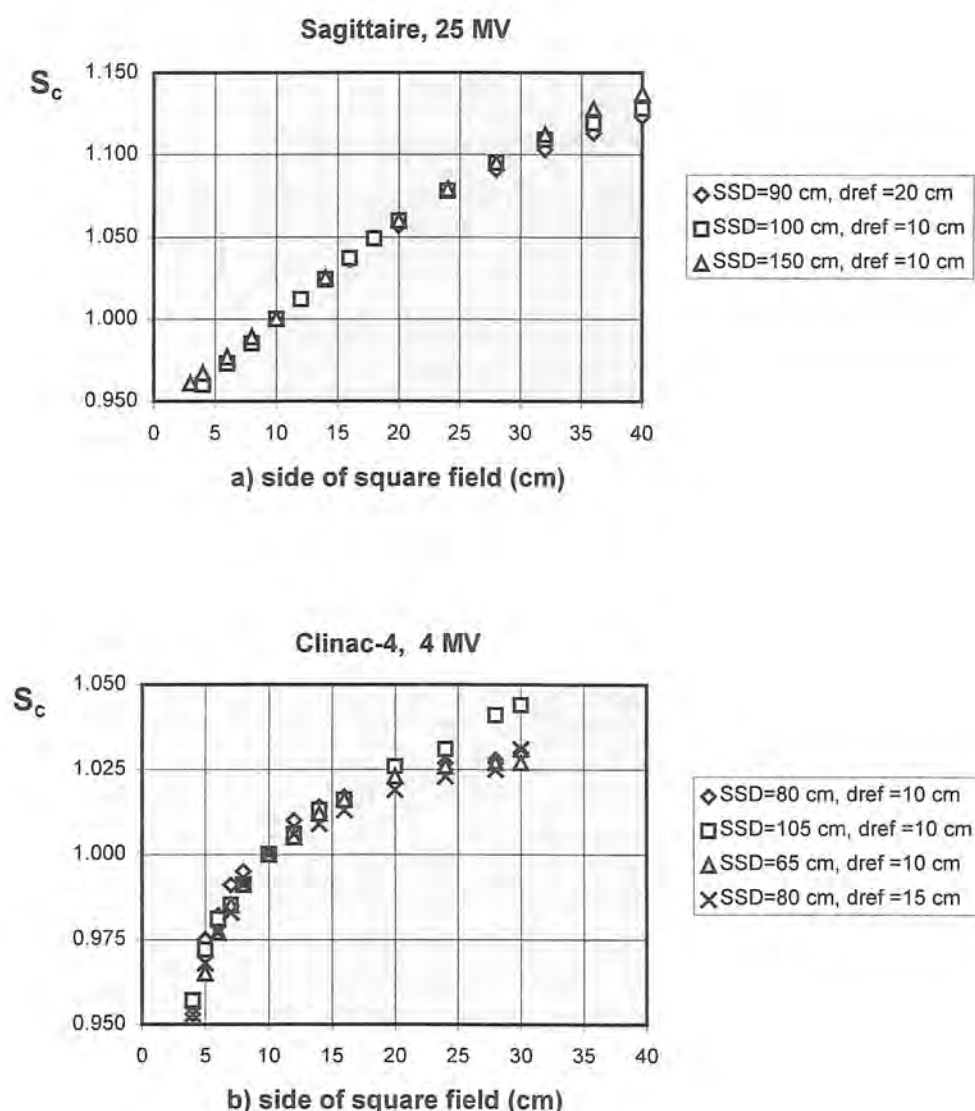 Sagittaire, 25 MV
Sc
1.150
1.100
1.050
1.000
0.950
0 5 10 15 20 25 30 35 40
a) side of square field (cm)
SSD=90 cm, dref =20 cm
SSD=100 cm, dref =10 cm
SSD=150 cm, dref =10 cm
Clinac-4, 4 MV
Sc
1.050
1.025
1.000
0.975
0.950
0 5 10 15 20 25 30 35 40
b) side of square field (cm)
SSD=80 cm, dref =10 cm
SSD=105 cm, dref =10 cm
SSD=65 cm, dref =10 cm
SSD=80 cm, dref =15 cm